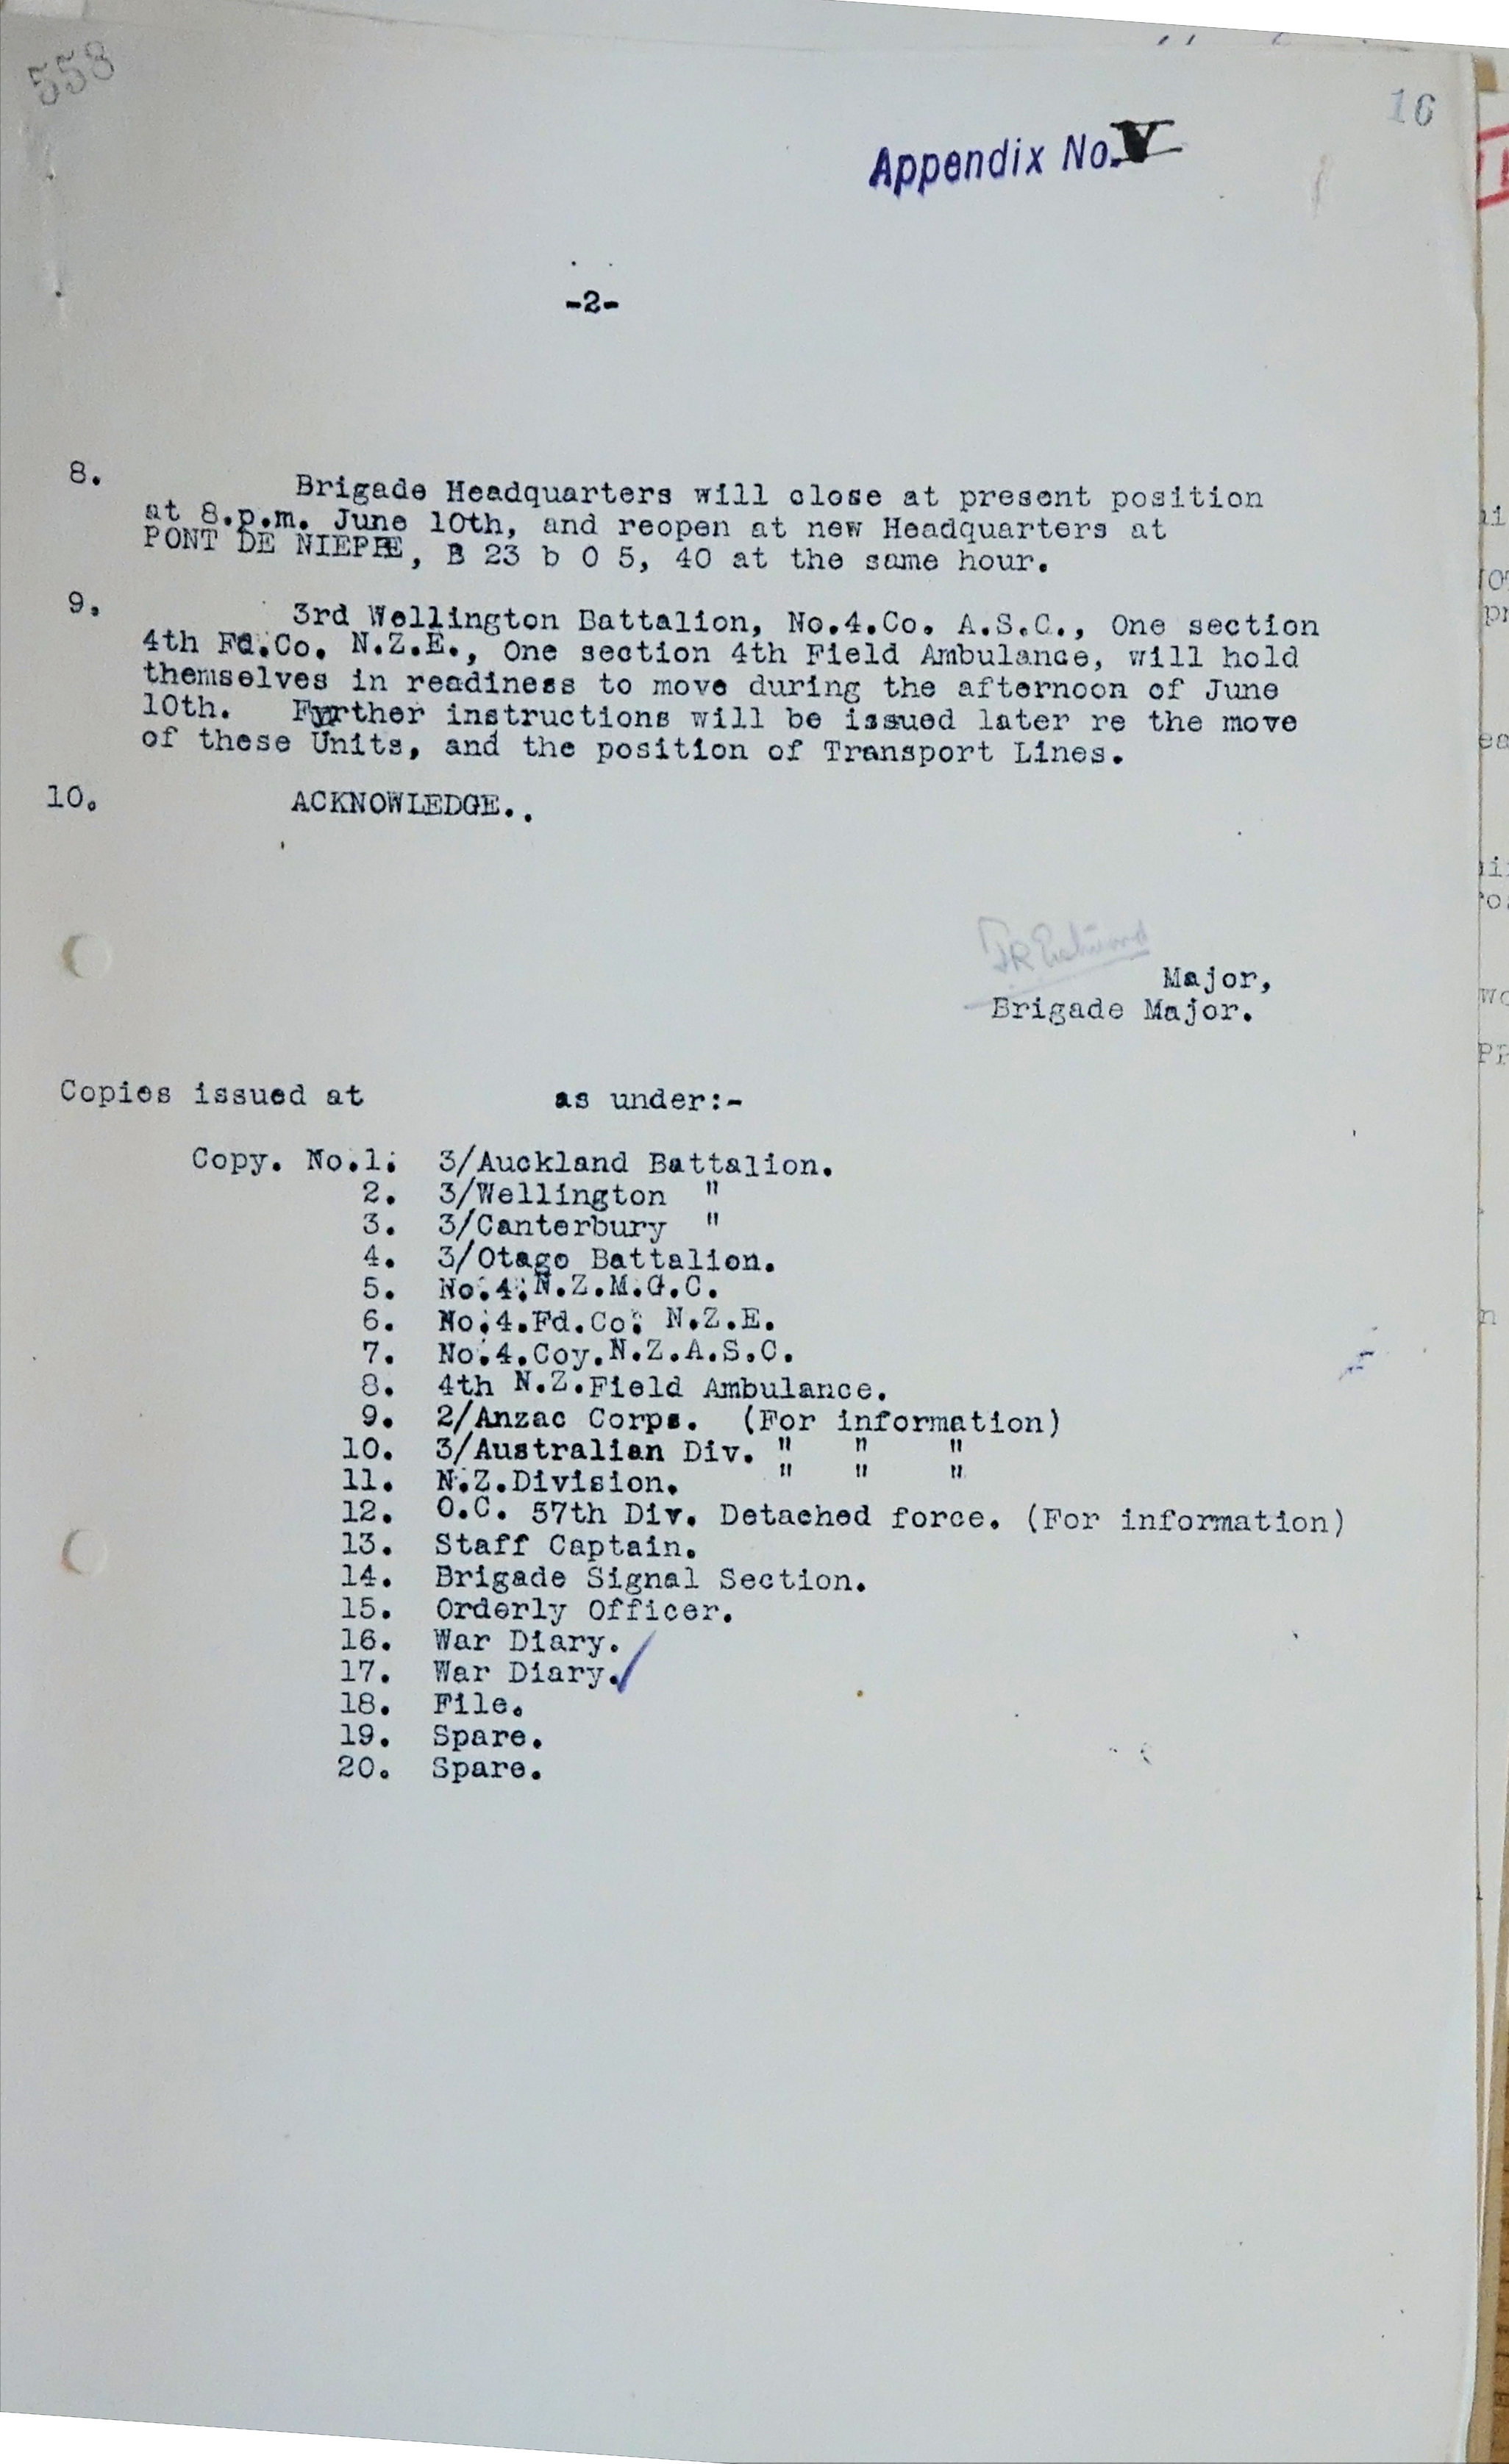 558
16
Appendix No. V
-2-
8. Brigade Headquarters will close at present position
at 8.p.m. June 10th, and reopen at new Headquarters at
PONT DE NIEPPE, B 23 b 0 5, 40 at the same hour.
9. 3rd Wellington Battalion, No.4.Co. A.S.C., One section
4th Fd.Co. N.Z.E., One section 4th Field Ambulance, will hold
themselves in readiness to move during the afternoon of June
10th. Further instructions will be issued later re the move
of these Units, and the position of Transport Lines.
10. ACKNOWLEDGE..
Major,
Brigade Major.
Copies issued at as under:-
Copy. No.1. 3/Auckland Battalion.
2. 3/Wellington "
3. 3/Canterbury "
4. 3/Otago Battalion.
5. No.4.N.Z.M.G.C.
6. No.4.Fd.Co. N.Z.E.
7. No.4.Coy.N.Z.A.S.C.
8. 4th N.Z.Field Ambulance.
9. 2/Anzac Corps. (For information)
10. 3/Australian Div. " " "
11. N.Z.Division. " " "
12. O.C. 57th Div. Detached force. (For information)
13. Staff Captain.
14. Brigade Signal Section.
15. Orderly Officer.
16. War Diary.
17. War Diary.
18. File.
19. Spare.
20. Spare.